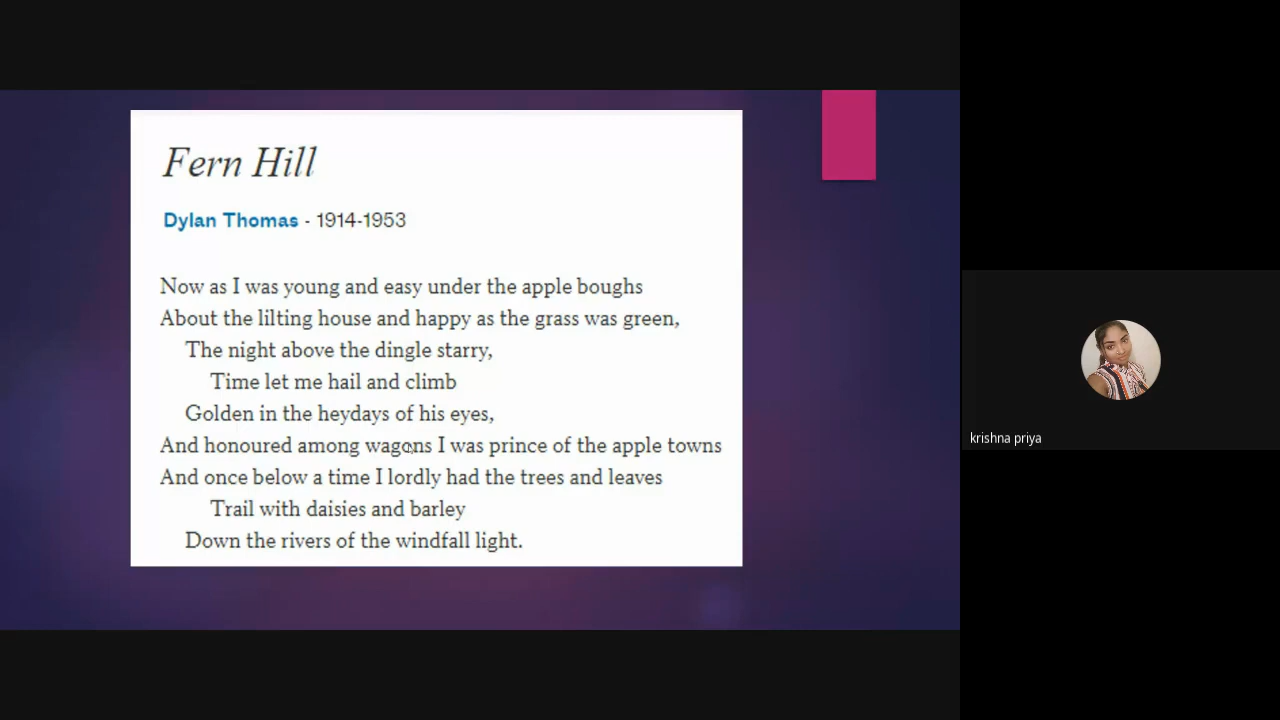 Fern Hill
Dylan Thomas - 1914-1953
Now as I was young and easy under the apple boughs
About the lilting house and happy as the grass was green,
The night above the dingle starry,
Time let me hail and climb
Golden in the heydays of his eyes,
And honoured among wagons I was prince of the apple towns
And once below a time I lordly had the trees and leaves
Trail with daisies and barley
Down the rivers of the windfall light.
krishna priya